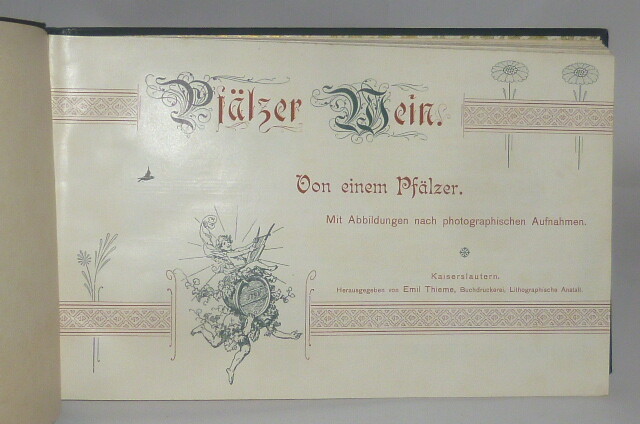 Pfälzer Wein.
Von einem Pfälzer.
Mit Abbildungen nach photographischen Aufnahmen.
Kaiserslautern.
Herausgegeben von Emil Thieme, Buchdruckerei, Lithographische Anstalt.